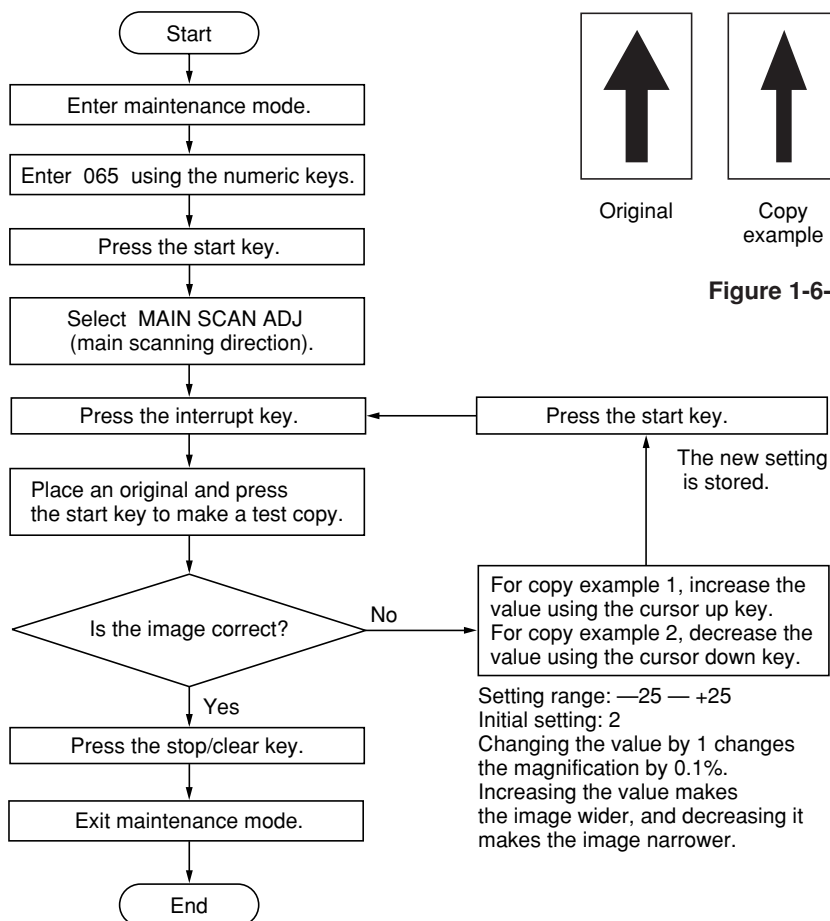 Start
Enter maintenance mode.
Enter 065 using the numeric keys.
Press the start key.
Select MAIN SCAN ADJ
(main scanning direction).
Press the interrupt key.
Place an original and press
the start key to make a test copy.
Is the image correct?
No
Yes
Press the stop/clear key.
Exit maintenance mode.
End
Original
Copy
example
Figure 1-6-
Press the start key.
The new setting
is stored.
For copy example 1, increase the
value using the cursor up key.
For copy example 2, decrease the
value using the cursor down key.
Setting range: —25 — +25
Initial setting: 2
Changing the value by 1 changes
the magnification by 0.1%.
Increasing the value makes
the image wider, and decreasing it
makes the image narrower.